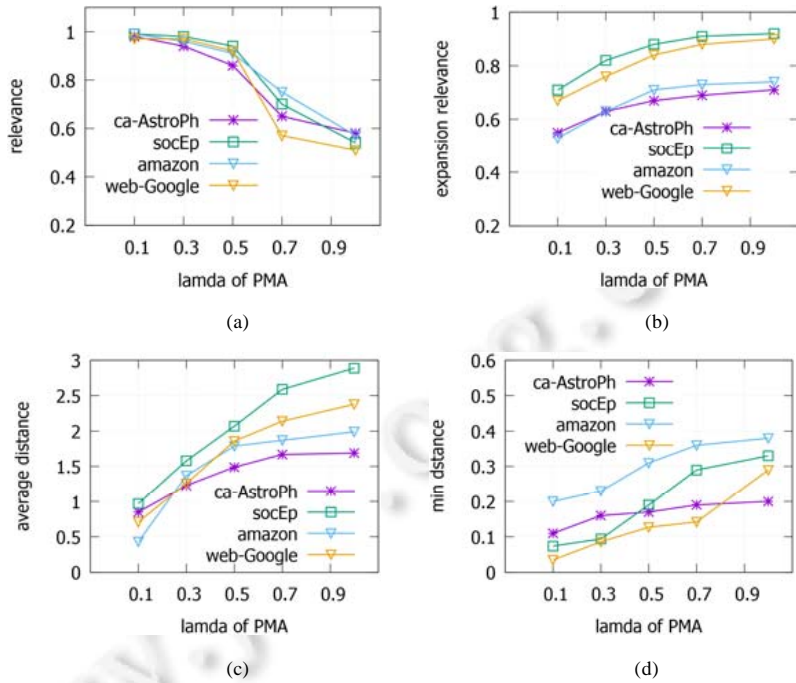 1
0.8
0.6
0.4
0.2
relevance
ca-AstroPh
socEp
amazon
web-Google
0.1 0.3 0.5 0.7 0.9
lamda of PMA
(a)
1
0.8
0.6
0.4
0.2
expansion relevance
ca-AstroPh
socEp
amazon
web-Google
0.1 0.3 0.5 0.7 0.9
lamda of PMA
(b)
3
2.5
2
1.5
1
0.5
0
average distance
ca-AstroPh
socEp
amazon
web-Google
0.1 0.3 0.5 0.7 0.9
lamda of PMA
(c)
0.6
0.5
0.4
0.3
0.2
0.1
0
min dstance
ca-AstroPh
socEp
amazon
web-Google
0.1 0.3 0.5 0.7 0.9
lamda of PMA
(d)